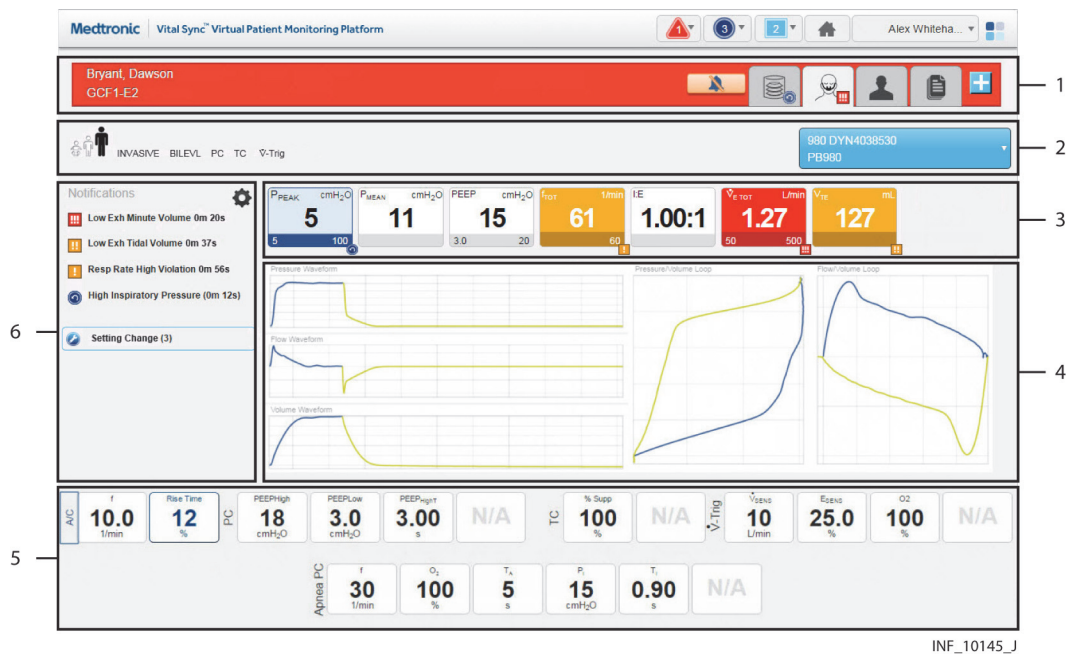 Medtronic Vital Sync™ Virtual Patient Monitoring Platform 1 3 2 Alex Whiteha...
Bryant, Dawson
GCF1-E2
1
INVASIVE BILEVL PC TC V̇-Trig
980 DYN4038530
PB980
2
Notifications
!!! Low Exh Minute Volume 0m 20s
!! Low Exh Tidal Volume 0m 37s
! Resp Rate High Violation 0m 56s
High Inspiratory Pressure (0m 12s)
Setting Change (3)
6
PPEAK cmH2O PMEAN cmH2O PEEP cmH2O fTOT 1/min I:E V̇E TOT L/min VTE mL
5 11 15 61 1.00:1 1.27 127
5 100 3.0 20 60 50 500
3
Pressure Waveform
Flow Waveform
Volume Waveform
Pressure/Volume Loop
Flow/Volume Loop
4
A/C
f
10.0
1/min
Rise Time
12
%
PC
PEEPHigh
18
cmH2O
PEEPLow
3.0
cmH2O
PEEPHighT
3.00
s
N/A
TC
% Supp
100
%
N/A
V̇-Trig
V̇SENS
10
L/min
ESENS
25.0
%
O2
100
%
N/A
5
Apnea PC
f
30
1/min
O2
100
%
TA
5
s
Pi
15
cmH2O
Ti
0.90
s
N/A
INF_10145_J